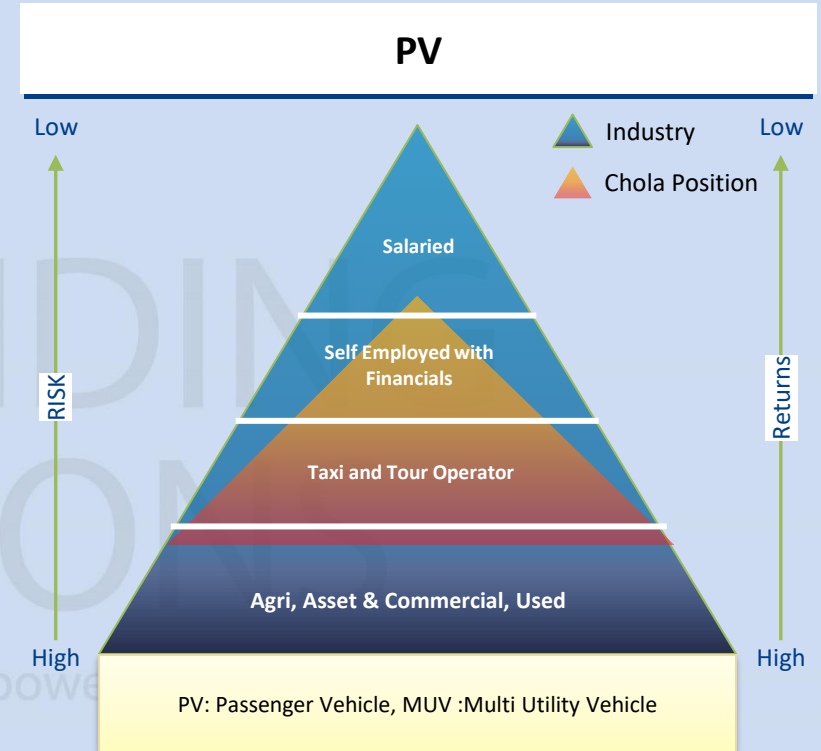 PV
Low
Industry
Low
Chola Position
Salaried
Self Employed with
Financials
RISK
Returns
Taxi and Tour Operator
Agri, Asset & Commercial, Used
High
High
PV: Passenger Vehicle, MUV :Multi Utility Vehicle